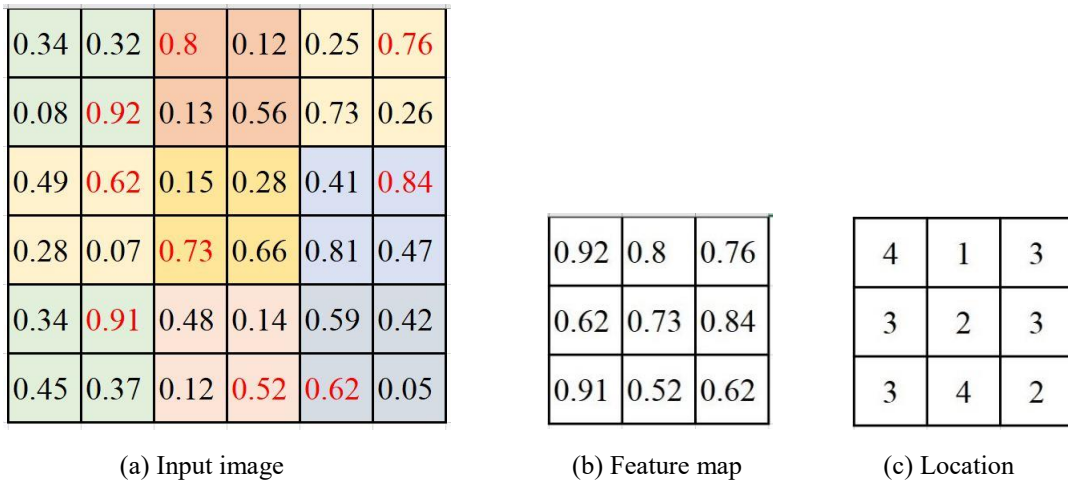 0.34 0.32 0.8 0.12 0.25 0.76
0.08 0.92 0.13 0.56 0.73 0.26
0.49 0.62 0.15 0.28 0.41 0.84
0.28 0.07 0.73 0.66 0.81 0.47
0.34 0.91 0.48 0.14 0.59 0.42
0.45 0.37 0.12 0.52 0.62 0.05
(a) Input image
0.92 0.8 0.76
0.62 0.73 0.84
0.91 0.52 0.62
(b) Feature map
4 1 3
3 2 3
3 4 2
(c) Location